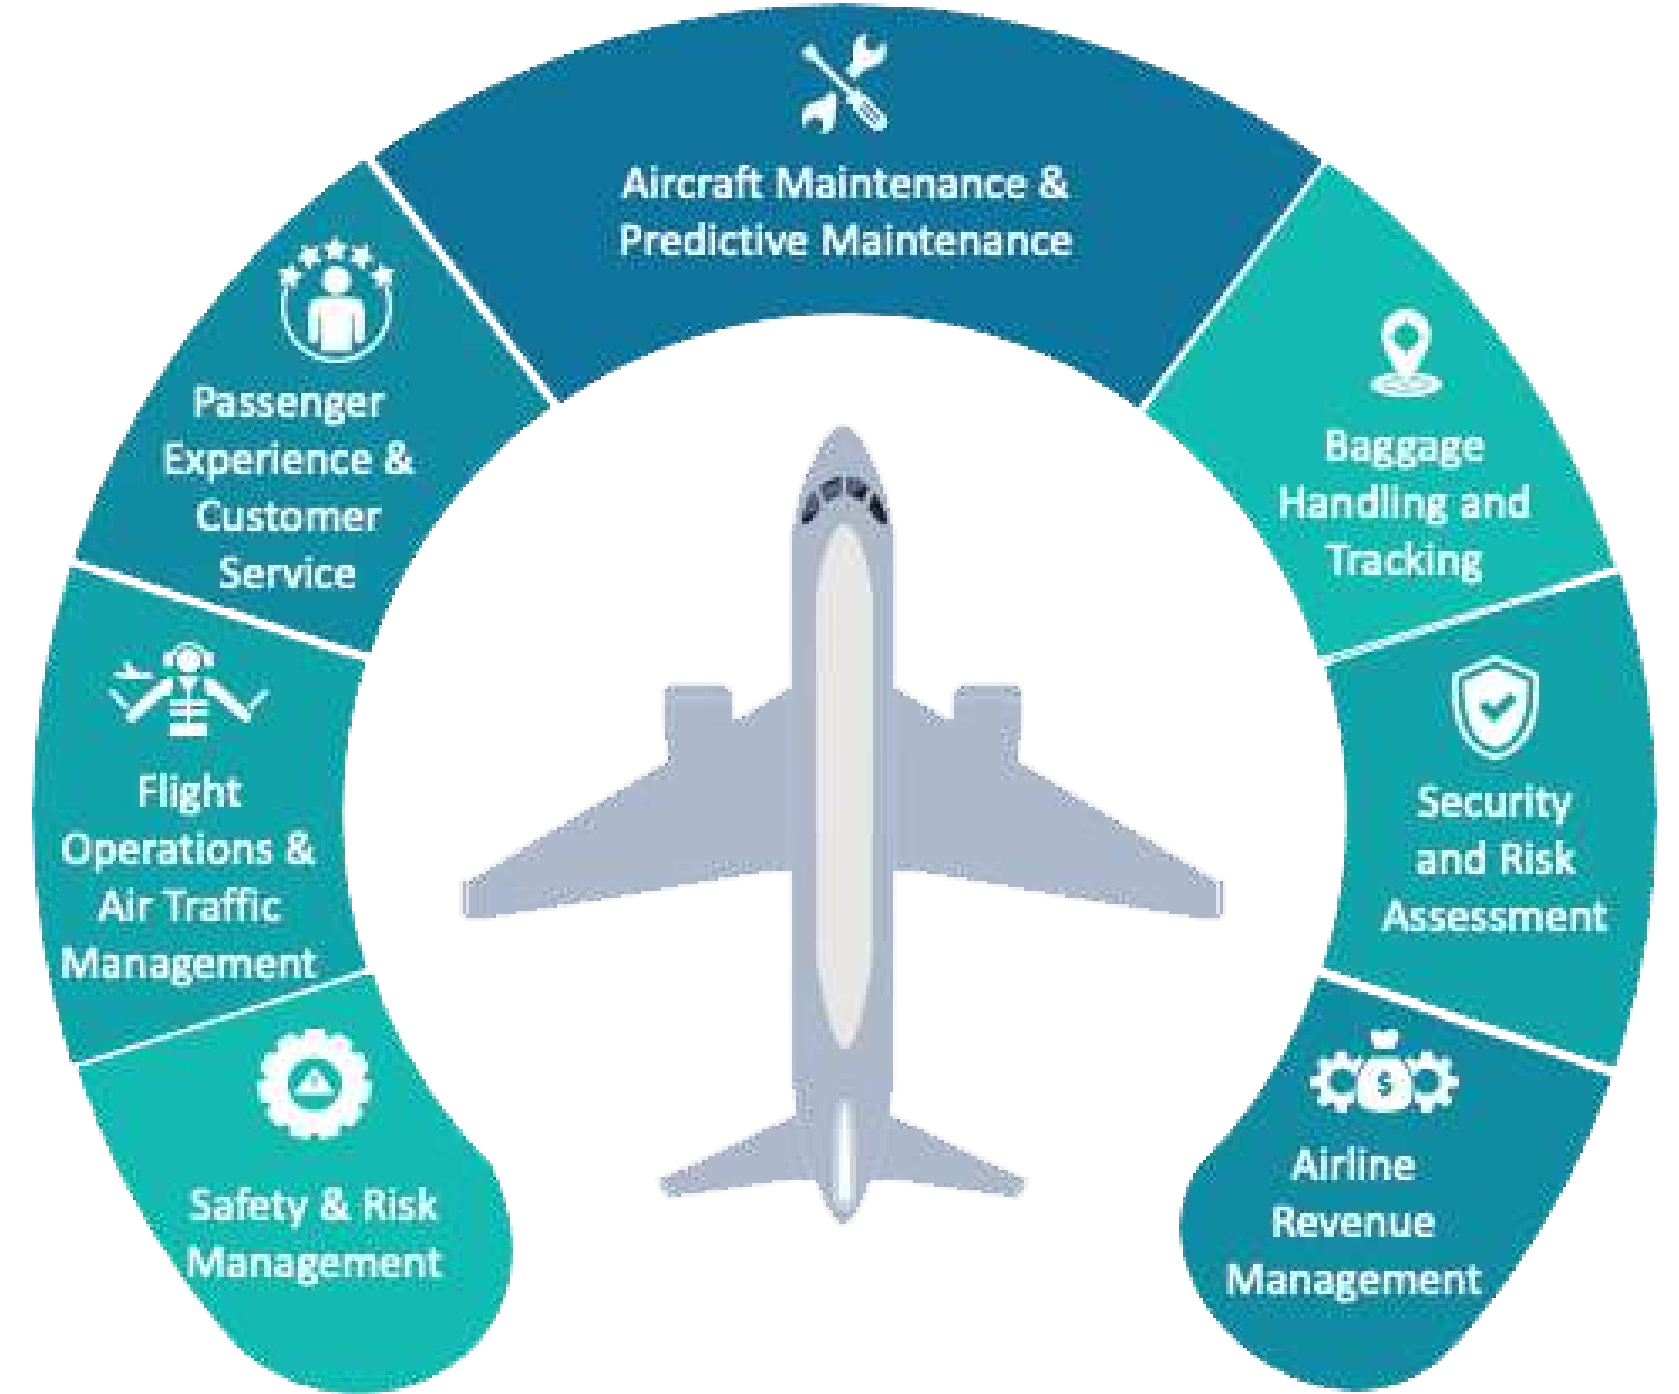 Aircraft Maintenance &
Predictive Maintenance
Passenger
Experience &
Customer
Service
Baggage
Handling and
Tracking
Flight
Operations &
Air Traffic
Management
Security
and Risk
Assessment
Safety & Risk
Management
$
Airline
Revenue
Management